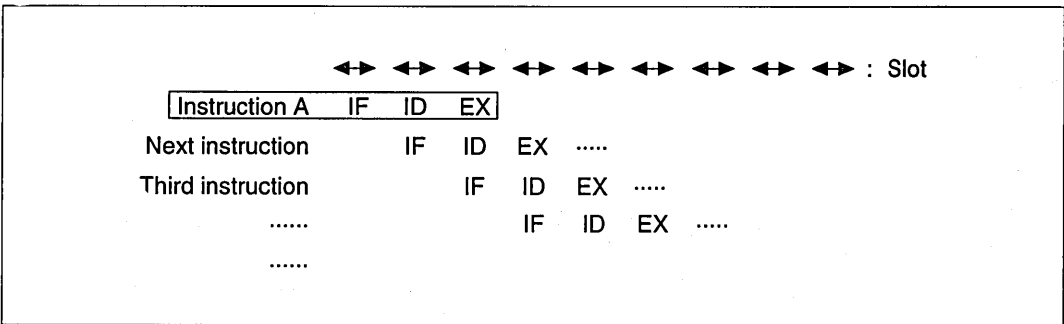 : Slot
Instruction A IF ID EX
Next instruction IF ID EX .....
Third instruction IF ID EX .....
...... IF ID EX .....
......